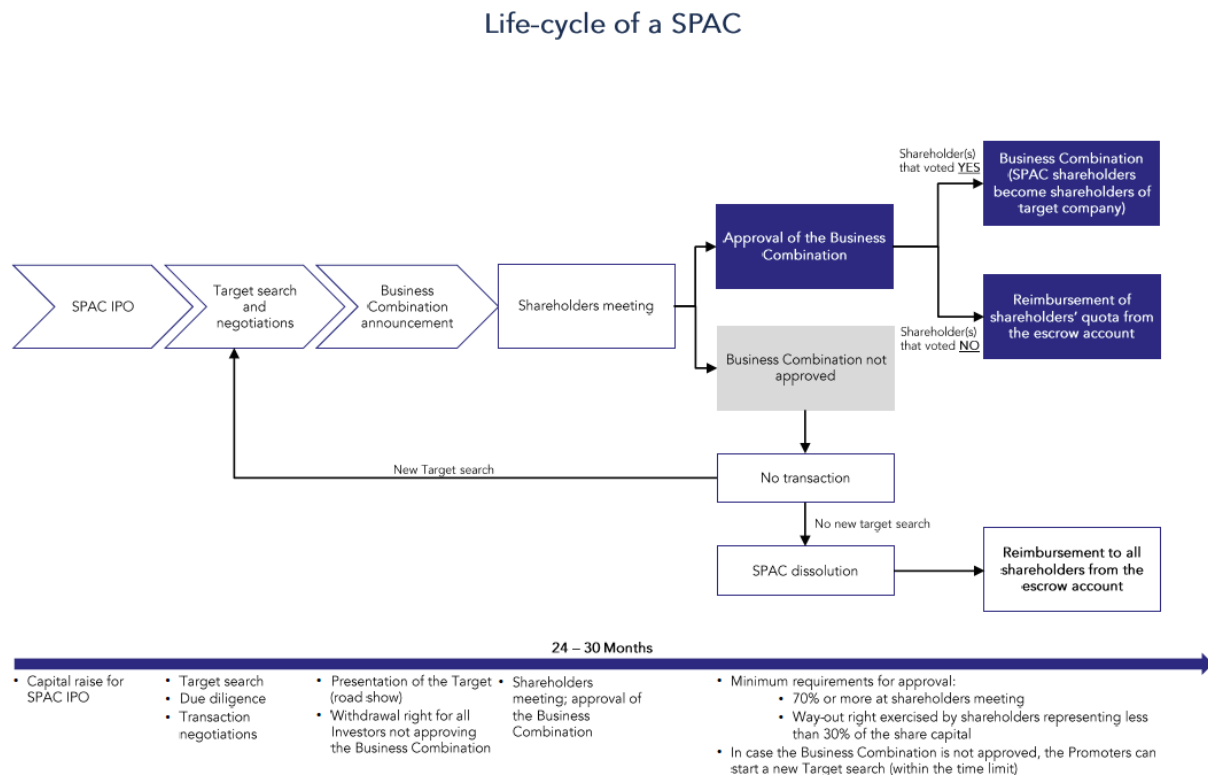 Life-cycle of a SPAC
Shareholder(s)
that voted YES
Business Combination
(SPAC shareholders
become shareholders of
target company)
Approval of the Business
Combination
SPAC IPO
Target search
and
negotiations
Business
Combination
announcement
Shareholders meeting
Reimbursement of
shareholders’ quota from
the escrow account
Shareholder(s)
that voted NO
Business Combination not
approved
New Target search
No transaction
No new target search
SPAC dissolution
Reimbursement to all
shareholders from the
escrow account
24 – 30 Months
• Capital raise for
SPAC IPO
• Target search
• Due diligence
• Transaction
negotiations
• Presentation of the Target
(road show)
• Withdrawal right for all
Investors not approving
the Business Combination
• Shareholders
meeting; approval of
the Business
Combination
• Minimum requirements for approval:
• 70% or more at shareholders meeting
• Way-out right exercised by shareholders representing less
than 30% of the share capital
• In case the Business Combination is not approved, the Promoters can
start a new Target search (within the time limit)